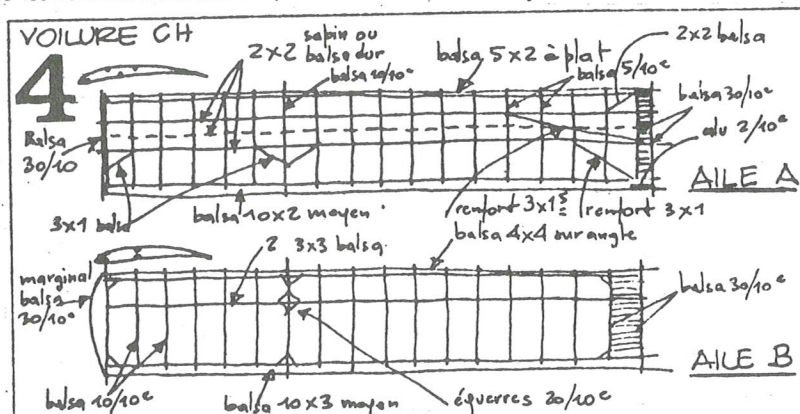 VOILURE CH
4
sapin ou
2x2 balsa dur
balsa 10/10e
balsa 5x2 à plat
balsa 5/10e
2x2 balsa
balsa 30/10e
alu 2/10e
Balsa
30/10
AILE A
3x1 balsa
balsa 10x2 moyen
renfort 3x1,5
renfort 3x1
balsa 4x4 sur angle
2 3x3 balsa
marginal
balsa
30/10e
balsa 30/10e
AILE B
balsa 10/10e
balsa 10x3 moyen
équerres 20/10e